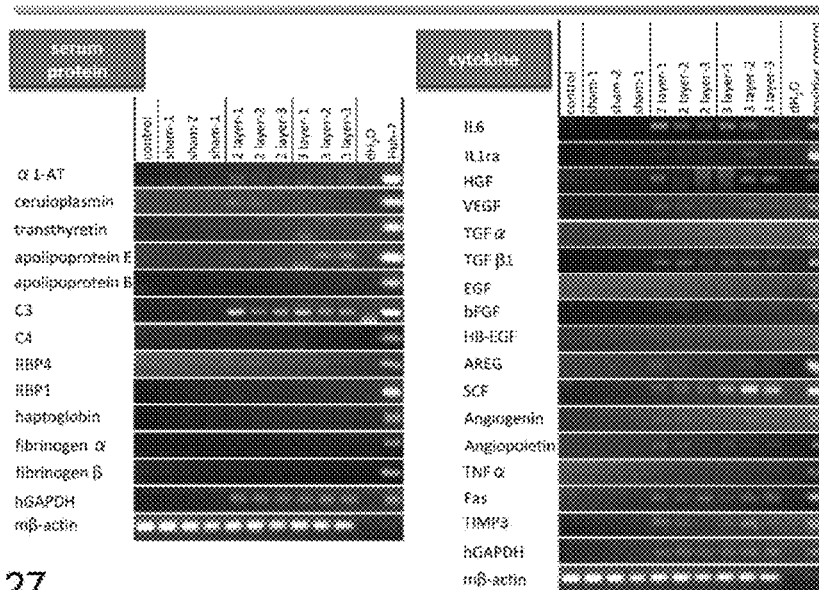 serum
protein
control
sham-1
sham-2
sham-1
2 layer-1
2 layer-2
2 layer-3
3 layer-1
3 layer-2
3 layer-3
dH₂O
α 1-AT
ceruloplasmin
transthyretin
apolipoprotein E
apolipoprotein B
C3
C4
RBP4
RBP1
haptoglobin
fibrinogen α
fibrinogen β
hGAPDH
mβ-actin
cytokine
control
sham-1
sham-2
sham-1
2 layer-1
2 layer-2
2 layer-3
3 layer-1
3 layer-2
3 layer-3
dH₂O
positive control
IL6
IL1ra
HGF
VEGF
TGF α
TGF β1
EGF
bFGF
HB-EGF
AREG
SCF
Angiogenin
Angiopoietin
TNF α
Fas
TIMP3
hGAPDH
mβ-actin
27